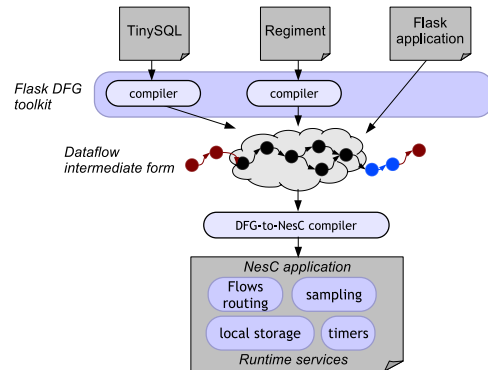 TinySQL
Regiment
Flask
application
Flask DFG
toolkit
compiler
compiler
Dataflow
intermediate form
DFG-to-NesC compiler
NesC application
Flows
routing
sampling
local storage
timers
Runtime services